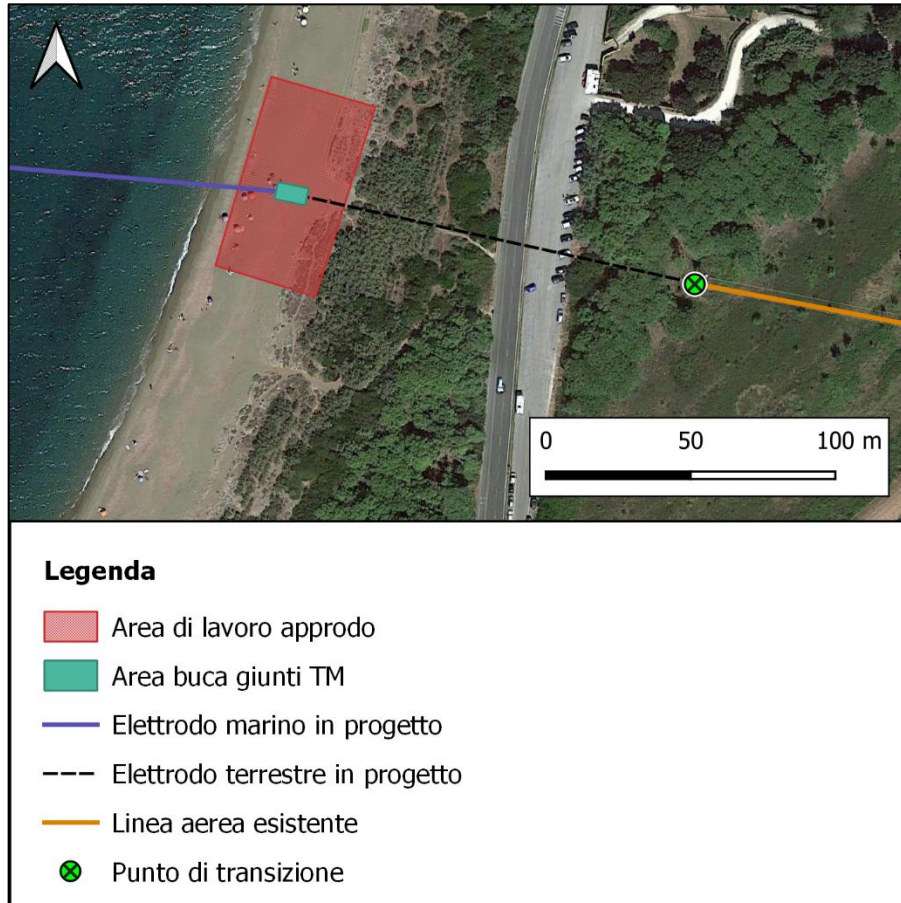 0 50 100 m
Legenda
Area di lavoro approdo
Area buca giunti TM
Elettrodo marino in progetto
Elettrodo terrestre in progetto
Linea aerea esistente
Punto di transizione